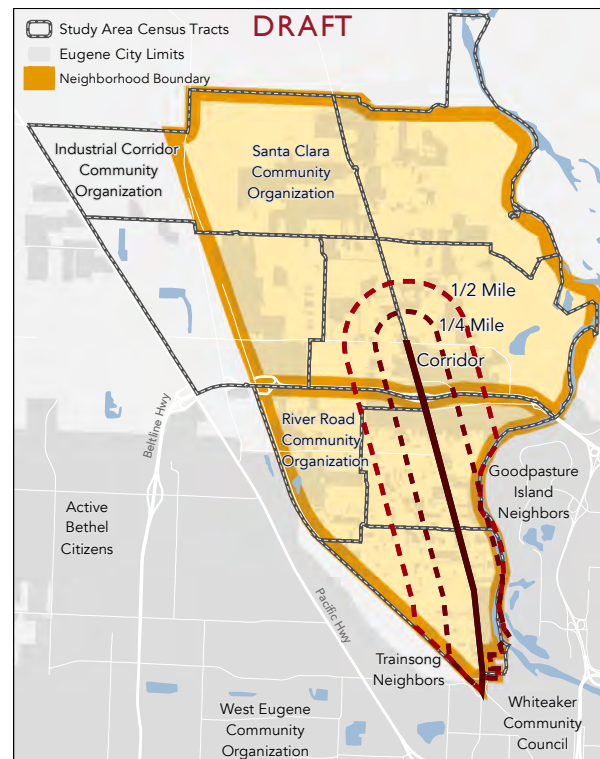 DRAFT
Study Area Census Tracts
Eugene City Limits
Neighborhood Boundary
Industrial Corridor
Community
Organization
Santa Clara
Community
Organization
1/2 Mile
1/4 Mile
Corridor
River Road
Community
Organization
Beltline Hwy
Goodpasture
Island
Neighbors
Active
Bethel
Citizens
Pacific Hwy
Trainsong
Neighbors
West Eugene
Community
Organization
Whiteaker
Community
Council